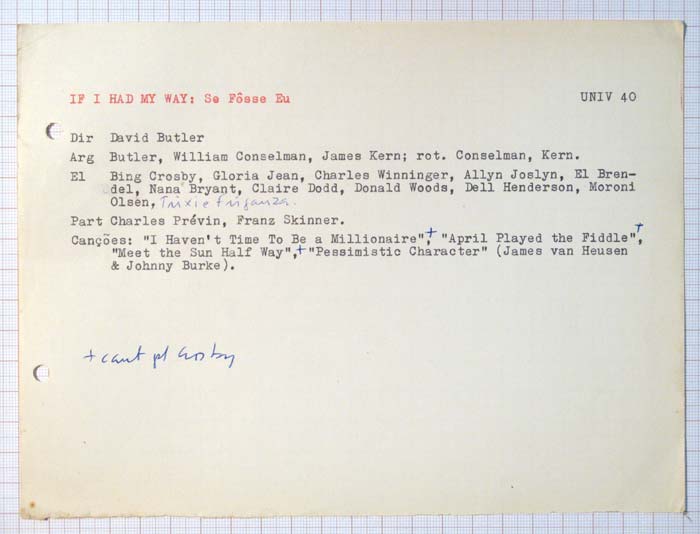 IF I HAD MY WAY: Se Fôsse Eu UNIV 40
Dir David Butler
Arg Butler, William Conselman, James Kern; rot. Conselman, Kern.
El Bing Crosby, Gloria Jean, Charles Winninger, Allyn Joslyn, El Bren-
del, Nana Bryant, Claire Dodd, Donald Woods, Dell Henderson, Moroni
Olsen, Trixie Friganza.
Part Charles Prévin, Franz Skinner.
Canções: "I Haven't Time To Be a Millionaire",+ "April Played the Fiddle",+
"Meet the Sun Half Way",+ "Pessimistic Character" (James van Heusen
& Johnny Burke).
+ cant pl Crosby